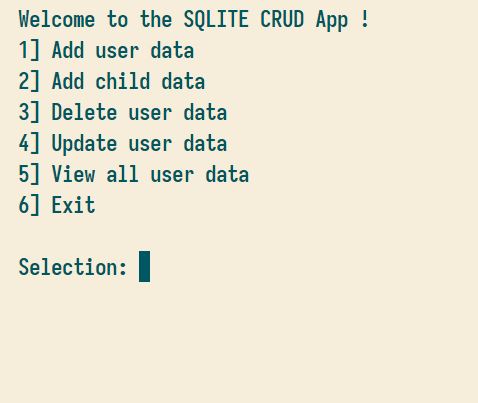 Welcome to the SQLITE CRUD App !
1] Add user data
2] Add child data
3] Delete user data
4] Update user data
5] View all user data
6] Exit
Selection: